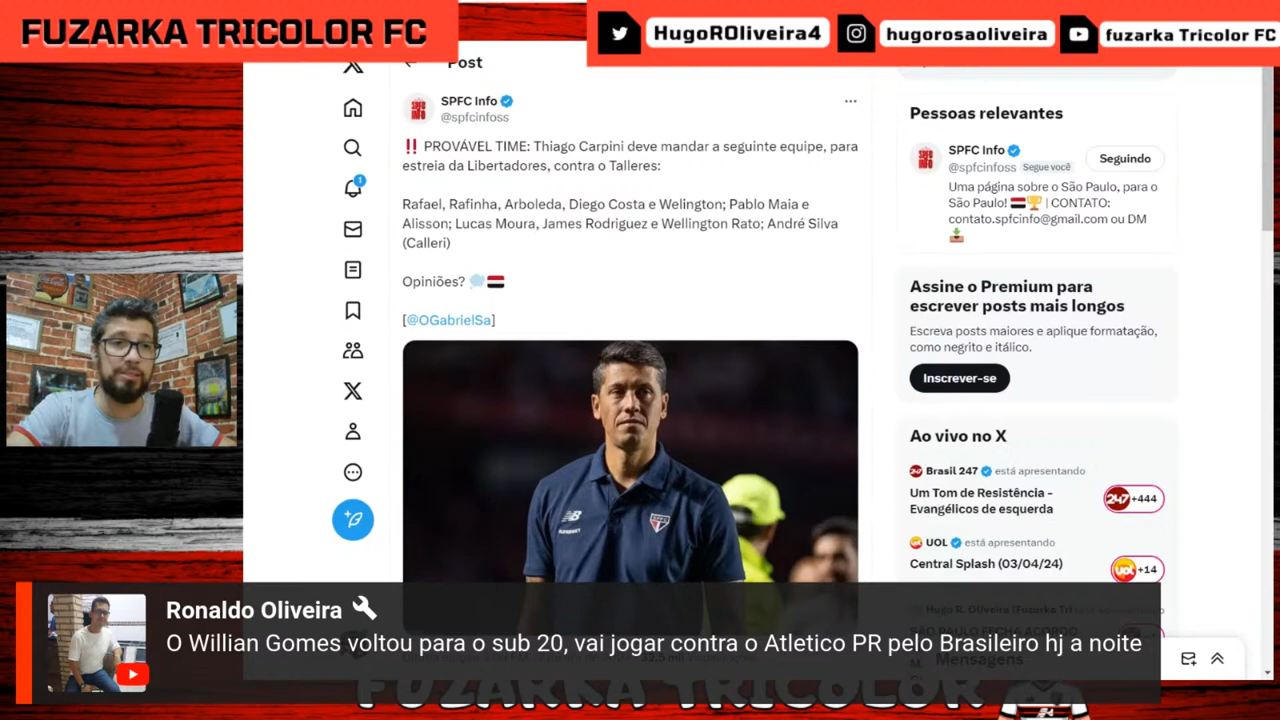 FUZARKA TRICOLOR FC
HugoROliveira4
hugorosaoliveira
fuzarka Tricolor FC
Post
SPFC Info
@spfcinfoss
‼ PROVÁVEL TIME: Thiago Carpini deve mandar a seguinte equipe, para
estreia da Libertadores, contra o Talleres:
Rafael, Rafinha, Arboleda, Diego Costa e Welington; Pablo Maia e
Alisson; Lucas Moura, James Rodriguez e Wellington Rato; André Silva
(Calleri)
Opiniões?
[@OGabrielSa]
1
Pessoas relevantes
SPFC Info
@spfcinfoss Segue você
Seguindo
Uma página sobre o São Paulo, para o
São Paulo! | CONTATO:
contato.spfcinfo@gmail.com ou DM
Assine o Premium para
escrever posts mais longos
Escreva posts maiores e aplique formatação,
como negrito e itálico.
Inscrever-se
Ao vivo no X
Brasil 247 está apresentando
Um Tom de Resistência -
Evangélicos de esquerda
247 +444
UOL está apresentando
Central Splash (03/04/24)
UOL +14
Mensagens
Ronaldo Oliveira
O Willian Gomes voltou para o sub 20, vai jogar contra o Atletico PR pelo Brasileiro hj a noite
FUZARKA TRICOLOR